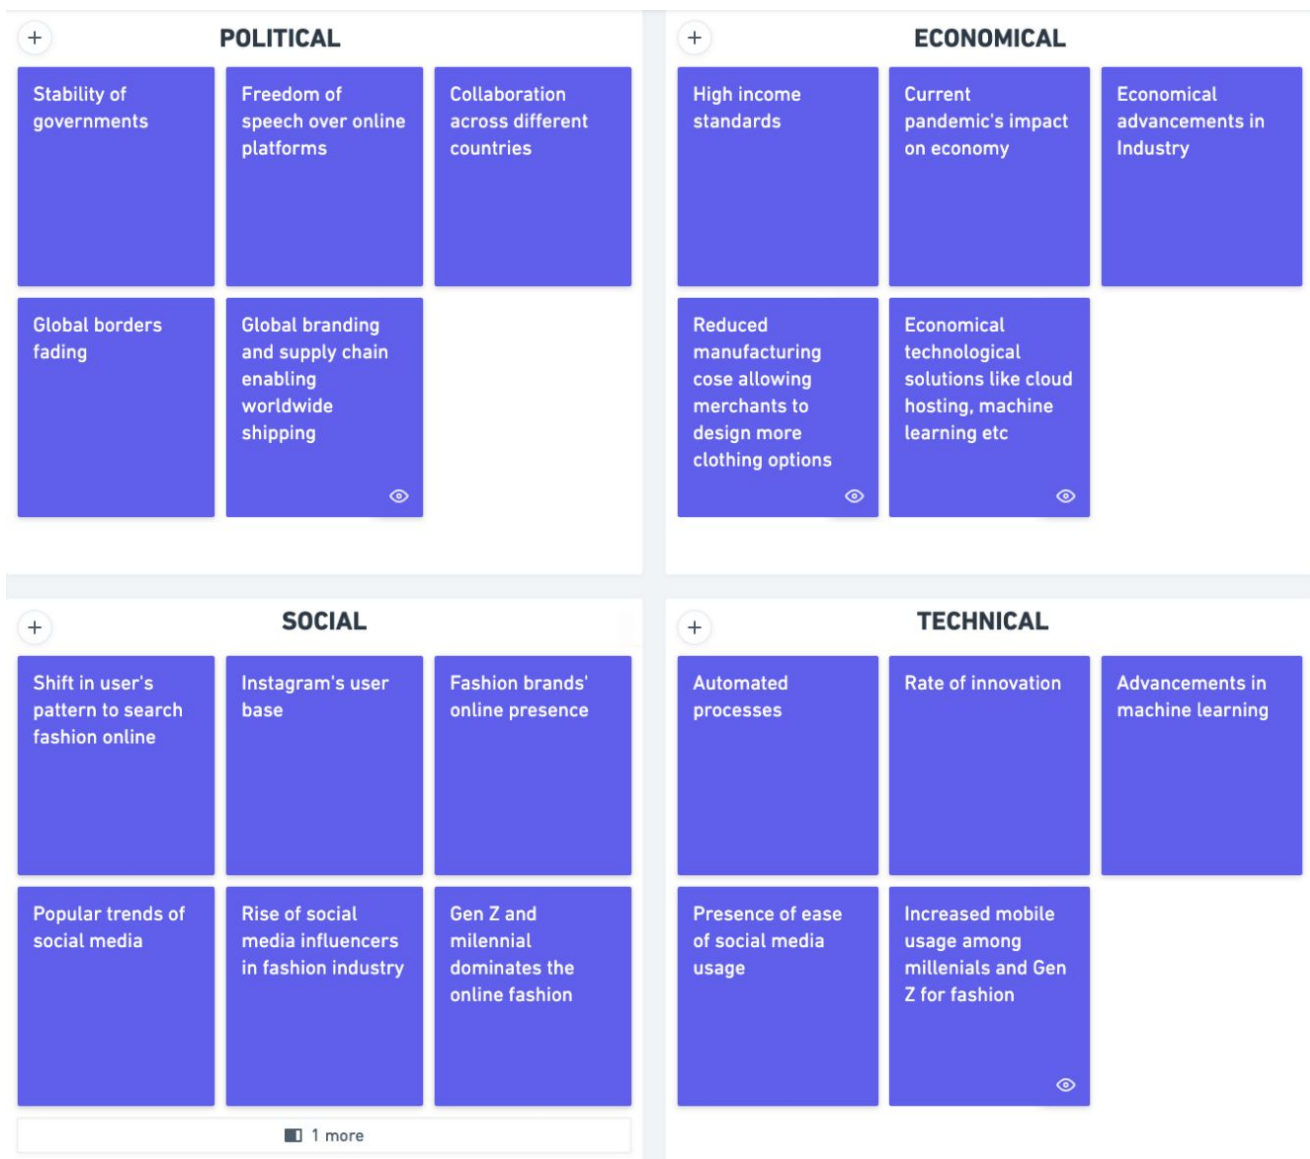 POLITICAL
Stability of
governments
Freedom of
speech over online
platforms
Collaboration
across different
countries
Global borders
fading
Global branding
and supply chain
enabling
worldwide
shipping
ECONOMICAL
High income
standards
Current
pandemic's impact
on economy
Economical
advancements in
Industry
Reduced
manufacturing
cose allowing
merchants to
design more
clothing options
Economical
technological
solutions like cloud
hosting, machine
learning etc
SOCIAL
Shift in user's
pattern to search
fashion online
Instagram's user
base
Fashion brands'
online presence
Popular trends of
social media
Rise of social
media influencers
in fashion industry
Gen Z and
milennial
dominates the
online fashion
1 more
TECHNICAL
Automated
processes
Rate of innovation
Advancements in
machine learning
Presence of ease
of social media
usage
Increased mobile
usage among
millenials and Gen
Z for fashion